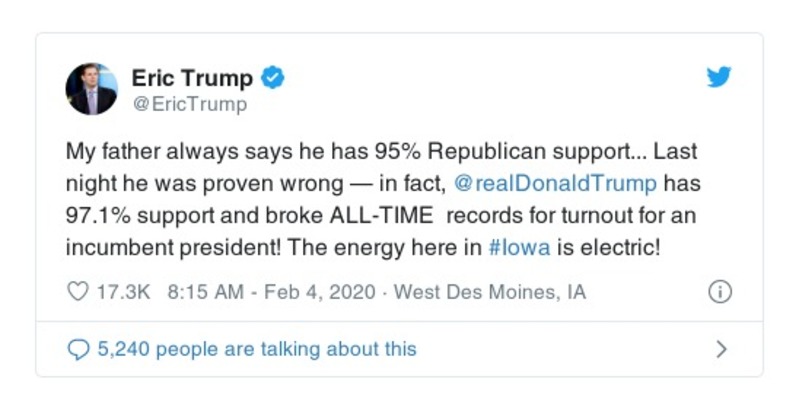 Eric Trump
@EricTrump
My father always says he has 95% Republican support... Last
night he was proven wrong — in fact, @realDonaldTrump has
97.1% support and broke ALL-TIME  records for turnout for an
incumbent president! The energy here in #Iowa is electric!
17.3K 8:15 AM - Feb 4, 2020 · West Des Moines, IA
5,240 people are talking about this